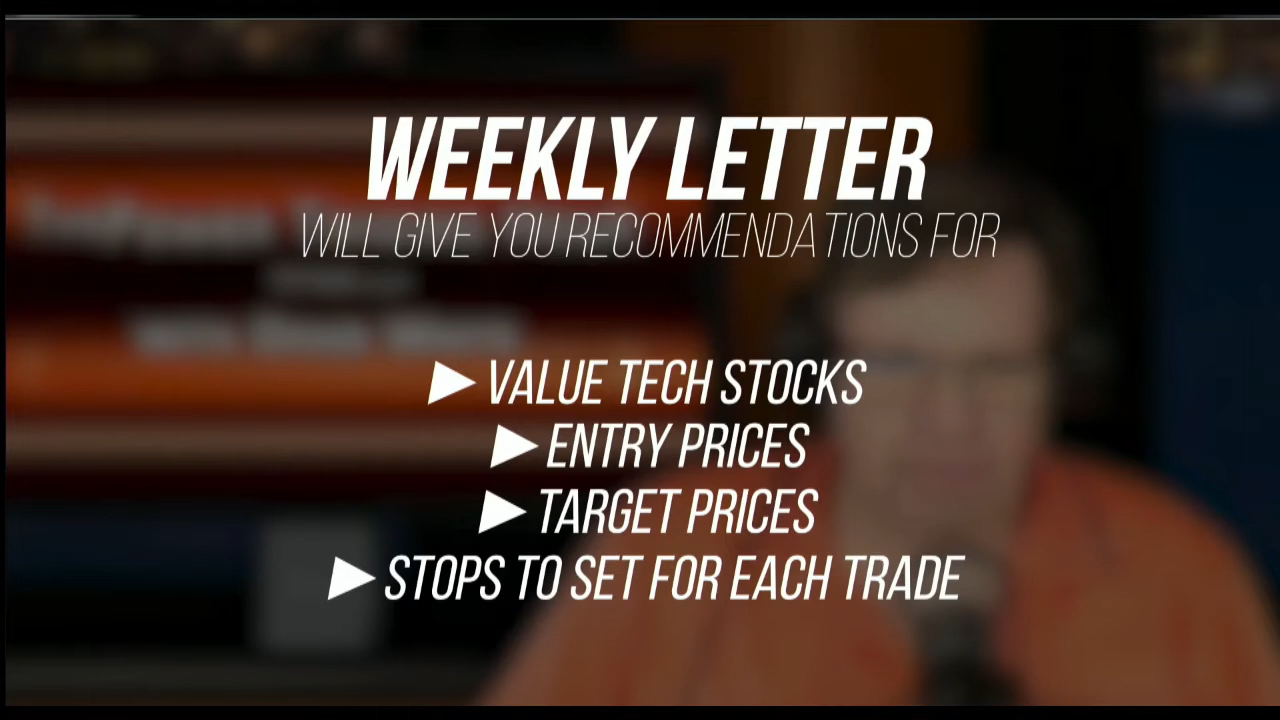 WEEKLY LETTER
WILL GIVE YOU RECOMMENDATIONS FOR
► VALUE TECH STOCKS
► ENTRY PRICES
► TARGET PRICES
► STOPS TO SET FOR EACH TRADE